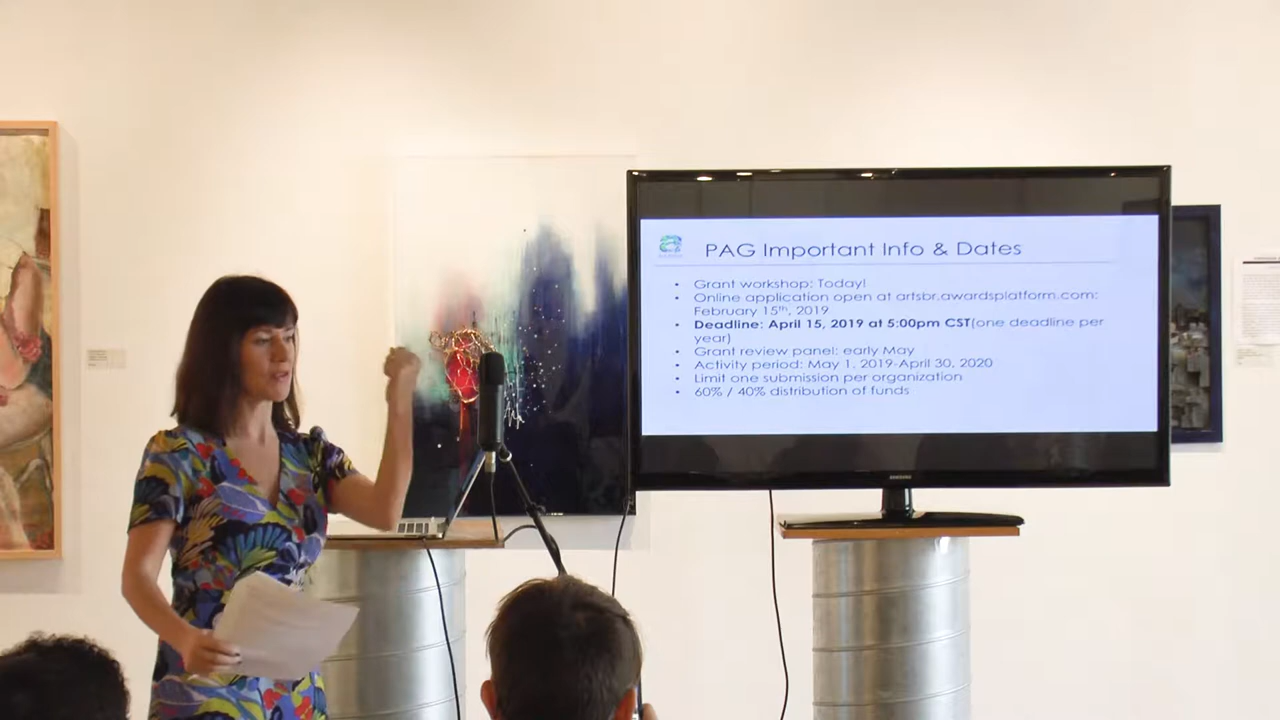 PAG Important Info & Dates
• Grant workshop: Today!
• Online application open at artsbr.awardsplatform.com:
February 15th, 2019
• Deadline: April 15, 2019 at 5:00pm CST(one deadline per
year)
• Grant review panel: early May
• Activity period: May 1, 2019-April 30, 2020
• Limit one submission per organization
• 60% / 40% distribution of funds
SAMSUNG